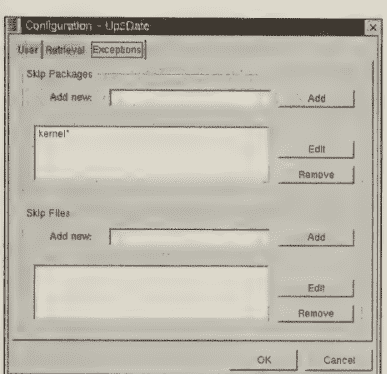 Configuration - Up2Date
User Retrieval Exceptions
Skip Packages
Add new: Add
kernel*
Edit
Remove
Skip Files
Add new: Add
Edit
Remove
OK Cancel